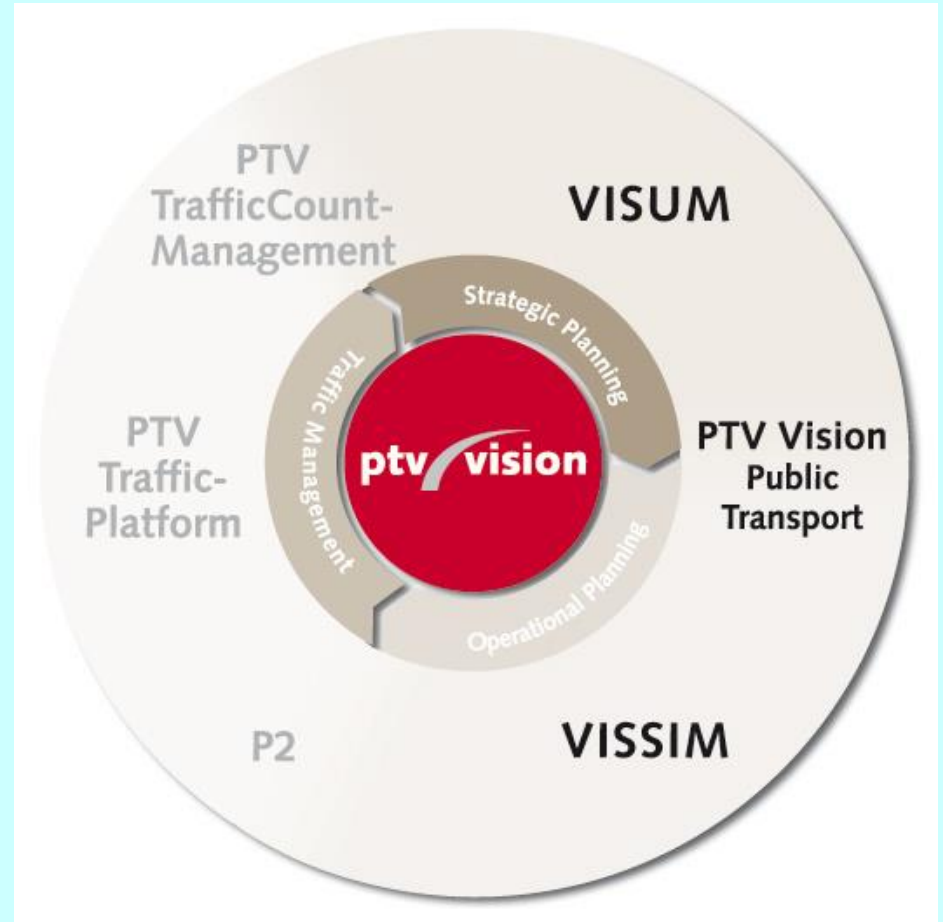 PTV
TrafficCount-
Management
VISUM
Strategic Planning
Traffic Management
ptv vision
PTV
Traffic-
Platform
PTV Vision
Public
Transport
Operational Planning
P2
VISSIM